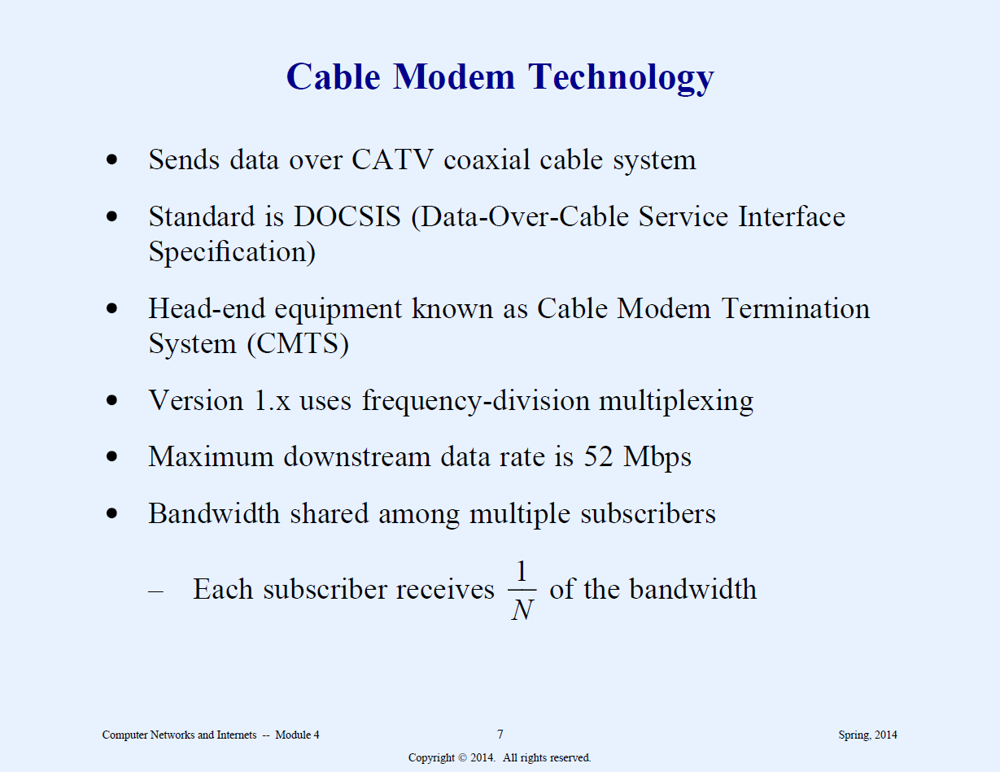 Cable Modem Technology
• Sends data over CATV coaxial cable system
• Standard is DOCSIS (Data-Over-Cable Service Interface
Specification)
• Head-end equipment known as Cable Modem Termination
System (CMTS)
• Version 1.x uses frequency-division multiplexing
• Maximum downstream data rate is 52 Mbps
• Bandwidth shared among multiple subscribers
– Each subscriber receives 1/N of the bandwidth
Computer Networks and Internets -- Module 4 7 Spring, 2014
Copyright © 2014. All rights reserved.